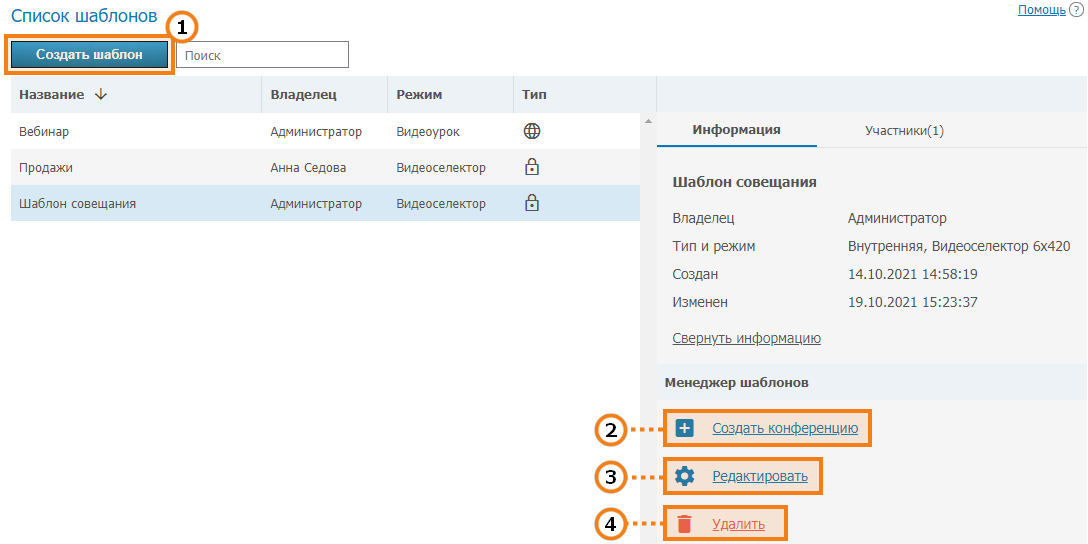 Список шаблонов
Помощь ?
1
Создать шаблон
Поиск
Название Владелец Режим Тип
Вебинар Администратор Видеоурок
Продажи Анна Седова Видеоселектор
Шаблон совещания Администратор Видеоселектор
Информация Участники(1)
Шаблон совещания
Владелец Администратор
Тип и режим Внутренняя, Видеоселектор 6x420
Создан 14.10.2021 14:58:19
Изменен 19.10.2021 15:23:37
Свернуть информацию
Менеджер шаблонов
2 Создать конференцию
3 Редактировать
4 Удалить